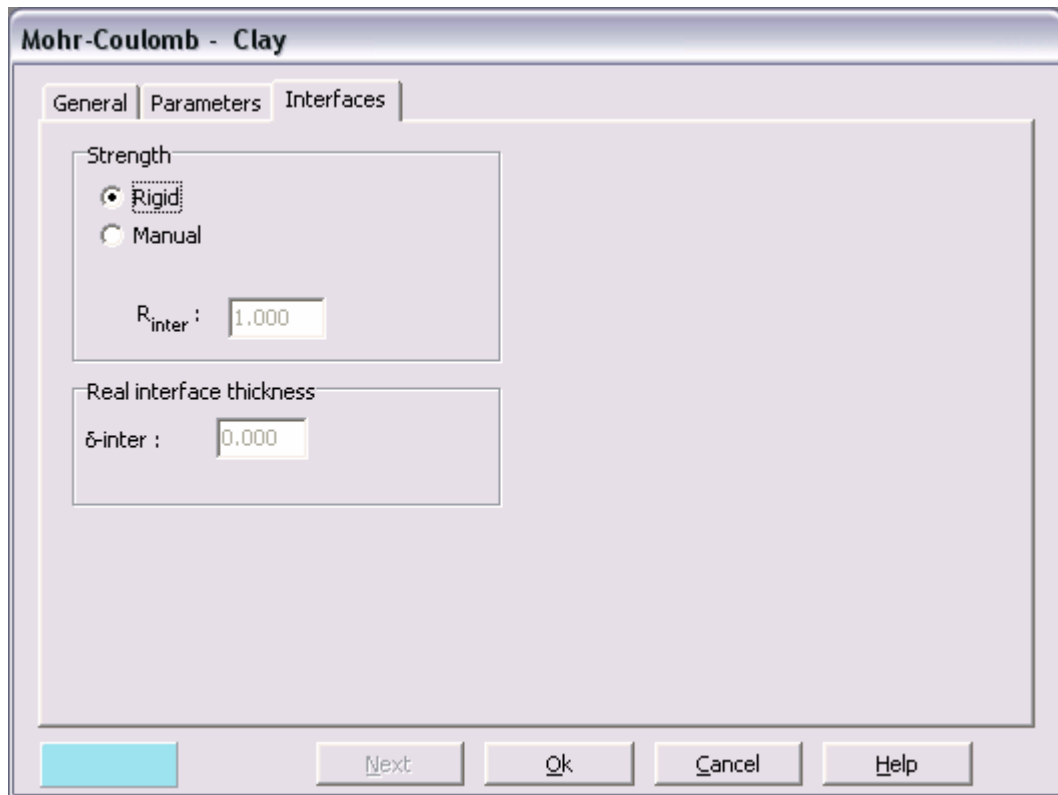 Mohr-Coulomb - Clay
General Parameters Interfaces
Strength
Rigid
Manual
Rinter : 1.000
Real interface thickness
δ-inter : 0.000
Next Ok Cancel Help